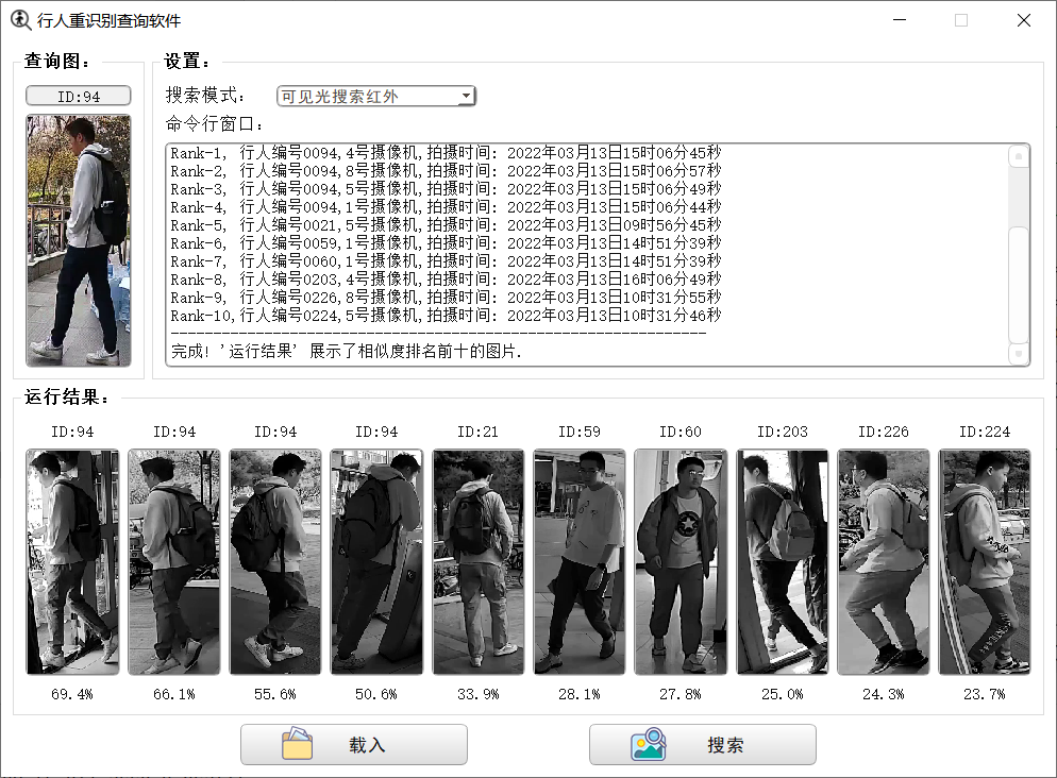 行人重识别查询软件
查询图：
设置：
ID:94
搜索模式：
可见光搜索红外
命令行窗口：
Rank-1, 行人编号0094,4号摄像机,拍摄时间: 2022年03月13日15时06分45秒
Rank-2, 行人编号0094,8号摄像机,拍摄时间: 2022年03月13日15时06分57秒
Rank-3, 行人编号0094,5号摄像机,拍摄时间: 2022年03月13日15时06分49秒
Rank-4, 行人编号0094,1号摄像机,拍摄时间: 2022年03月13日15时06分44秒
Rank-5, 行人编号0021,5号摄像机,拍摄时间: 2022年03月13日09时56分45秒
Rank-6, 行人编号0059,1号摄像机,拍摄时间: 2022年03月13日14时51分39秒
Rank-7, 行人编号0060,1号摄像机,拍摄时间: 2022年03月13日14时51分39秒
Rank-8, 行人编号0203,4号摄像机,拍摄时间: 2022年03月13日16时06分49秒
Rank-9, 行人编号0226,8号摄像机,拍摄时间: 2022年03月13日10时31分55秒
Rank-10,行人编号0224,5号摄像机,拍摄时间: 2022年03月13日10时31分46秒
---------------------------------------------------------------
完成! '运行结果' 展示了相似度排名前十的图片.
运行结果：
ID:94 ID:94 ID:94 ID:94 ID:21 ID:59 ID:60 ID:203 ID:226 ID:224
69.4% 66.1% 55.6% 50.6% 33.9% 28.1% 27.8% 25.0% 24.3% 23.7%
载入 搜索